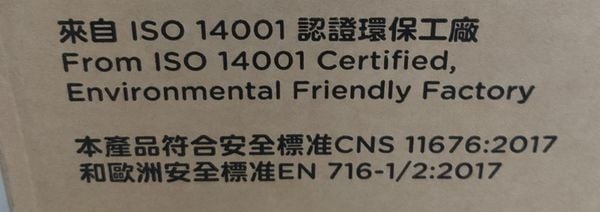 來自 ISO 14001 認證環保工廠
From ISO 14001 Certified,
Environmental Friendly Factory
本產品符合安全標准CNS 11676:2017
和歐洲安全標准EN 716-1/2:2017